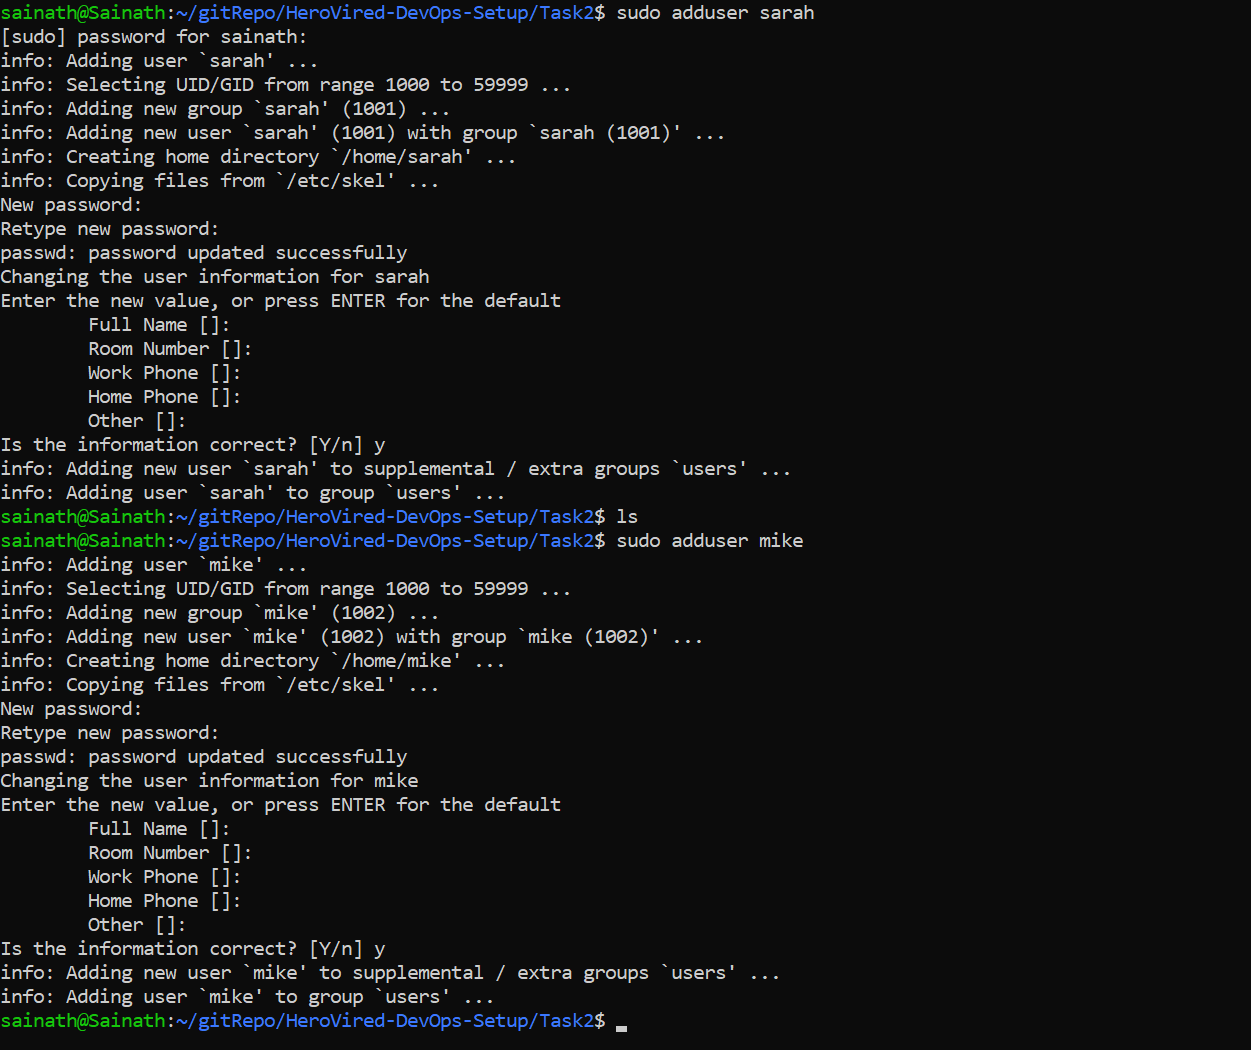 sainath@Sainath:~/gitRepo/HeroVired-DevOps-Setup/Task2$ sudo adduser sarah
[sudo] password for sainath:
info: Adding user `sarah' ...
info: Selecting UID/GID from range 1000 to 59999 ...
info: Adding new group `sarah' (1001) ...
info: Adding new user `sarah' (1001) with group `sarah (1001)' ...
info: Creating home directory `/home/sarah' ...
info: Copying files from `/etc/skel' ...
New password:
Retype new password:
passwd: password updated successfully
Changing the user information for sarah
Enter the new value, or press ENTER for the default
        Full Name []:
        Room Number []:
        Work Phone []:
        Home Phone []:
        Other []:
Is the information correct? [Y/n] y
info: Adding new user `sarah' to supplemental / extra groups `users' ...
info: Adding user `sarah' to group `users' ...
sainath@Sainath:~/gitRepo/HeroVired-DevOps-Setup/Task2$ ls
sainath@Sainath:~/gitRepo/HeroVired-DevOps-Setup/Task2$ sudo adduser mike
info: Adding user `mike' ...
info: Selecting UID/GID from range 1000 to 59999 ...
info: Adding new group `mike' (1002) ...
info: Adding new user `mike' (1002) with group `mike (1002)' ...
info: Creating home directory `/home/mike' ...
info: Copying files from `/etc/skel' ...
New password:
Retype new password:
passwd: password updated successfully
Changing the user information for mike
Enter the new value, or press ENTER for the default
        Full Name []:
        Room Number []:
        Work Phone []:
        Home Phone []:
        Other []:
Is the information correct? [Y/n] y
info: Adding new user `mike' to supplemental / extra groups `users' ...
info: Adding user `mike' to group `users' ...
sainath@Sainath:~/gitRepo/HeroVired-DevOps-Setup/Task2$